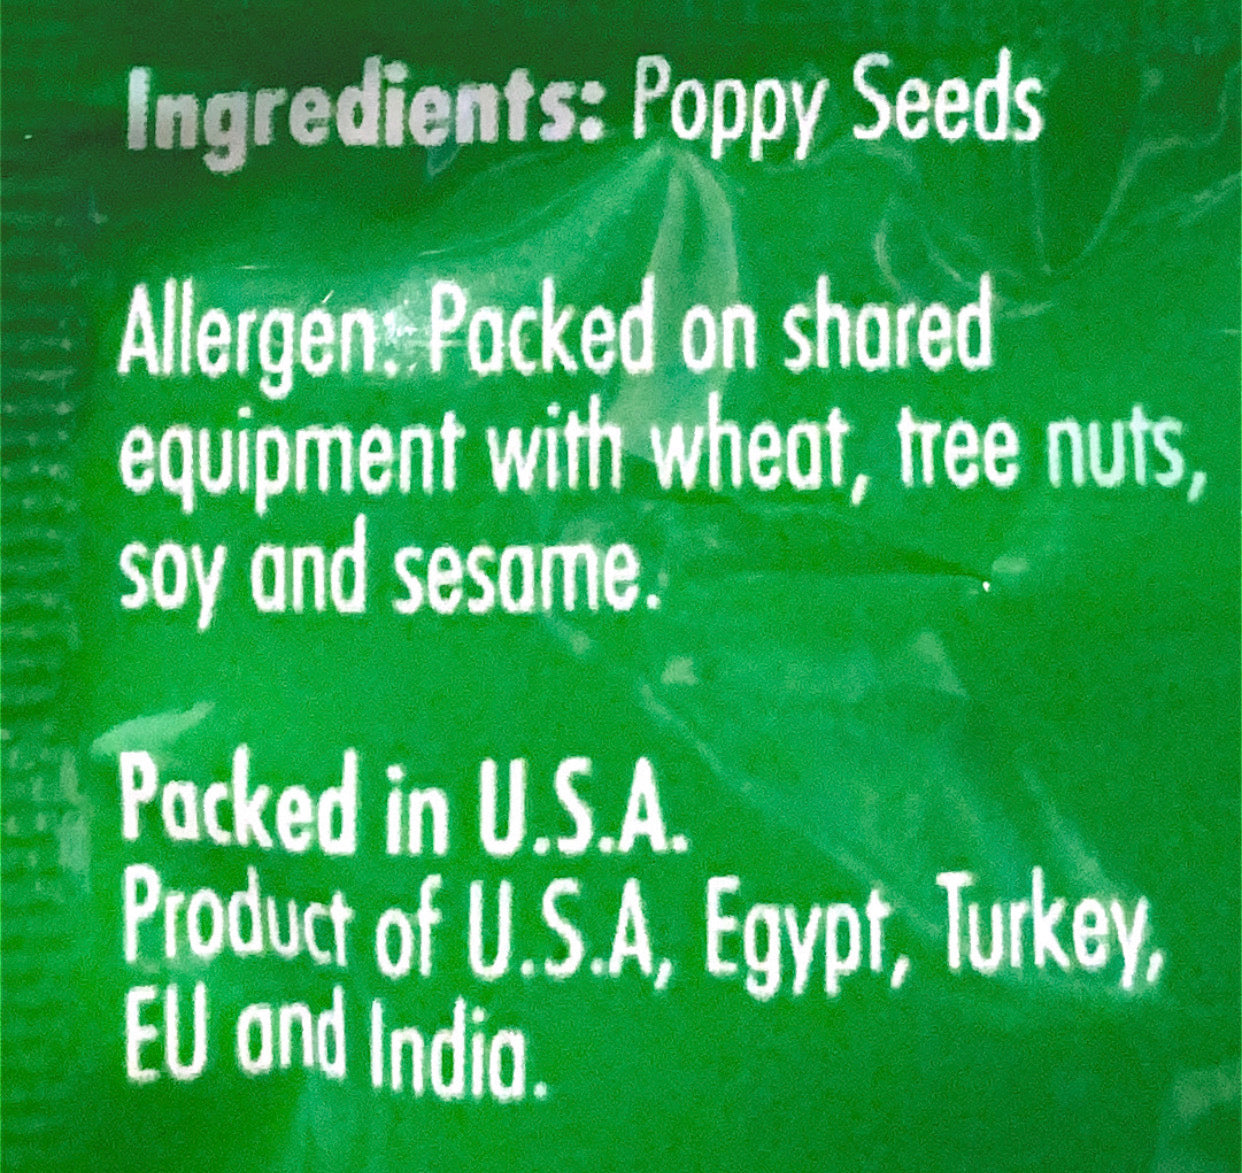 Ingredients: Poppy Seeds
Allergen: Packed on shared
equipment with wheat, tree nuts,
soy and sesame.
Packed in U.S.A.
Product of U.S.A, Egypt, Turkey,
EU and India.